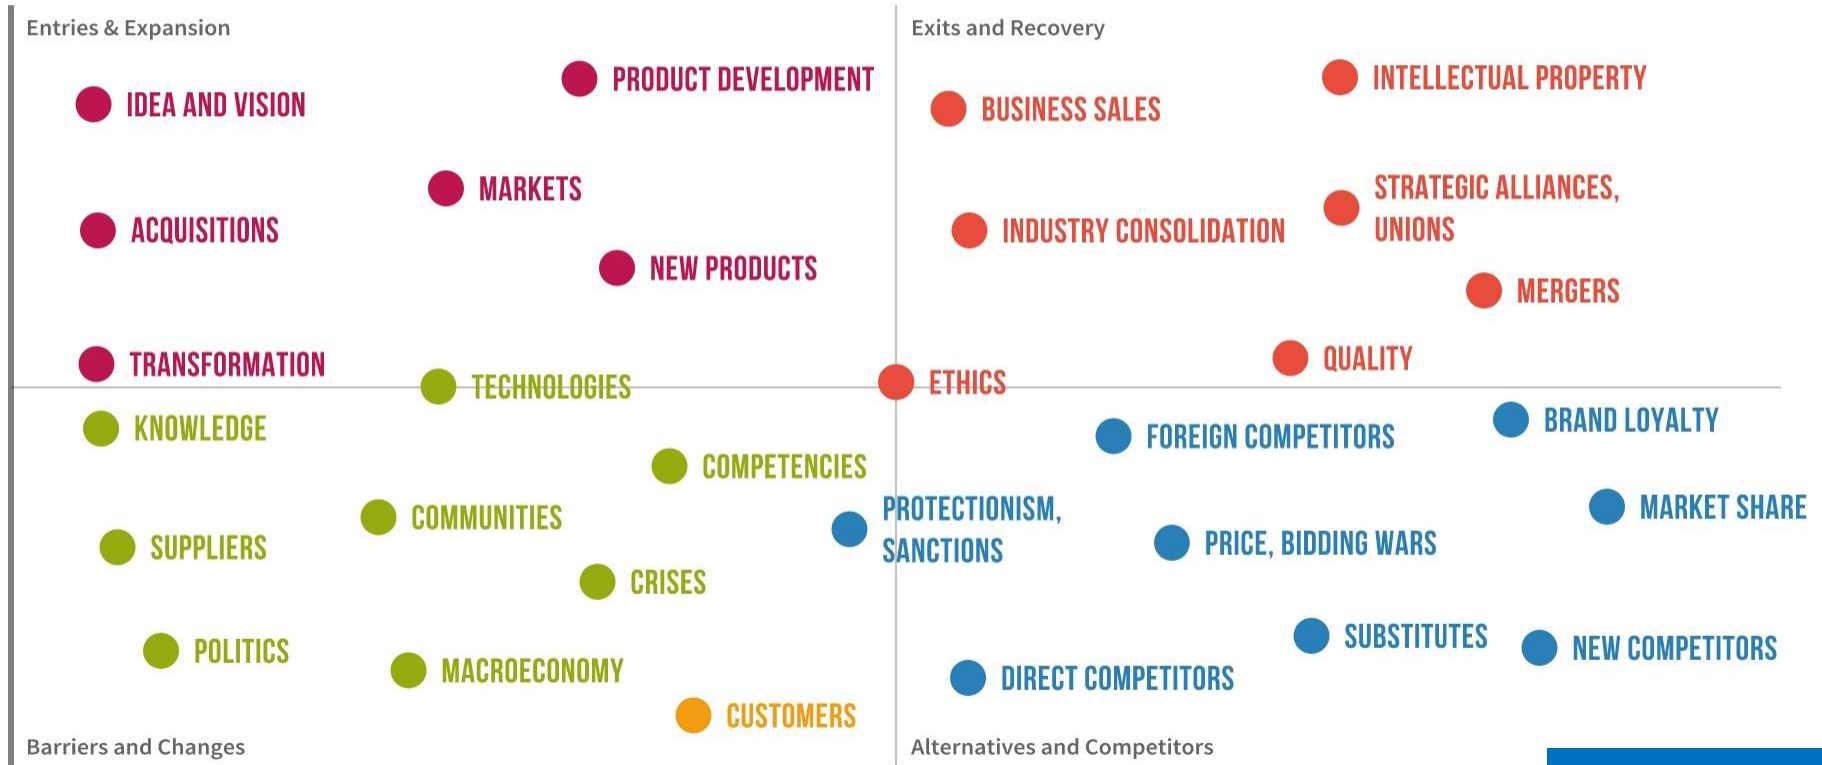 Entries & Expansion
IDEA AND VISION
PRODUCT DEVELOPMENT
MARKETS
ACQUISITIONS
NEW PRODUCTS
TRANSFORMATION
Exits and Recovery
BUSINESS SALES
INTELLECTUAL PROPERTY
STRATEGIC ALLIANCES,
UNIONS
INDUSTRY CONSOLIDATION
MERGERS
QUALITY
ETHICS
TECHNOLOGIES
KNOWLEDGE
COMPETENCIES
COMMUNITIES
SUPPLIERS
CRISES
POLITICS
MACROECONOMY
CUSTOMERS
Barriers and Changes
BRAND LOYALTY
FOREIGN COMPETITORS
PROTECTIONISM,
SANCTIONS
MARKET SHARE
PRICE, BIDDING WARS
SUBSTITUTES
NEW COMPETITORS
DIRECT COMPETITORS
Alternatives and Competitors